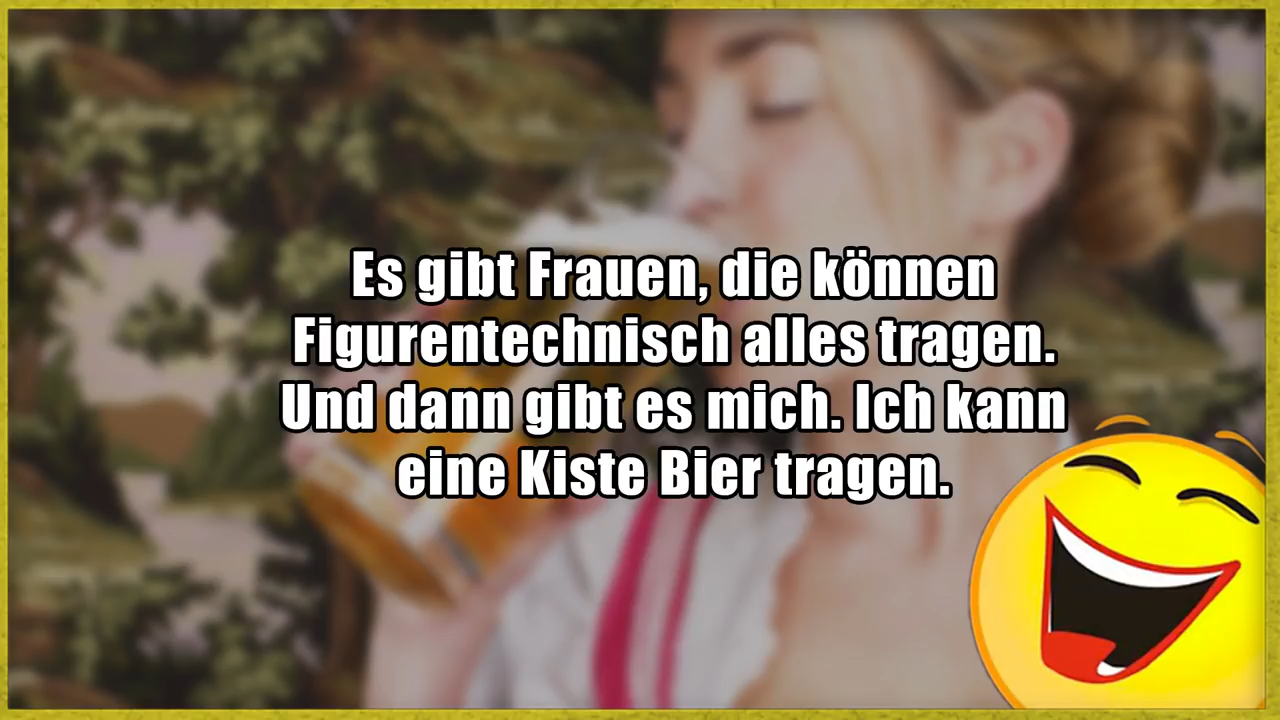 Es gibt Frauen, die können
Figurentechnisch alles tragen.
Und dann gibt es mich. Ich kann
eine Kiste Bier tragen.